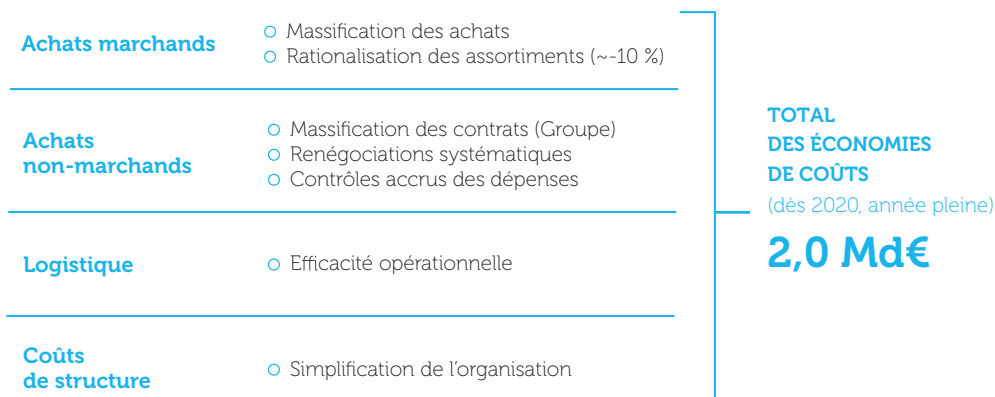 Achats marchands
Massification des achats
Rationalisation des assortiments (~-10 %)
Achats
non-marchands
Massification des contrats (Groupe)
Renégociations systématiques
Contrôles accrus des dépenses
Logistique
Efficacité opérationnelle
Coûts
de structure
Simplification de l'organisation
TOTAL
DES ÉCONOMIES
DE COÛTS
(dès 2020, année pleine)
2,0 Md€